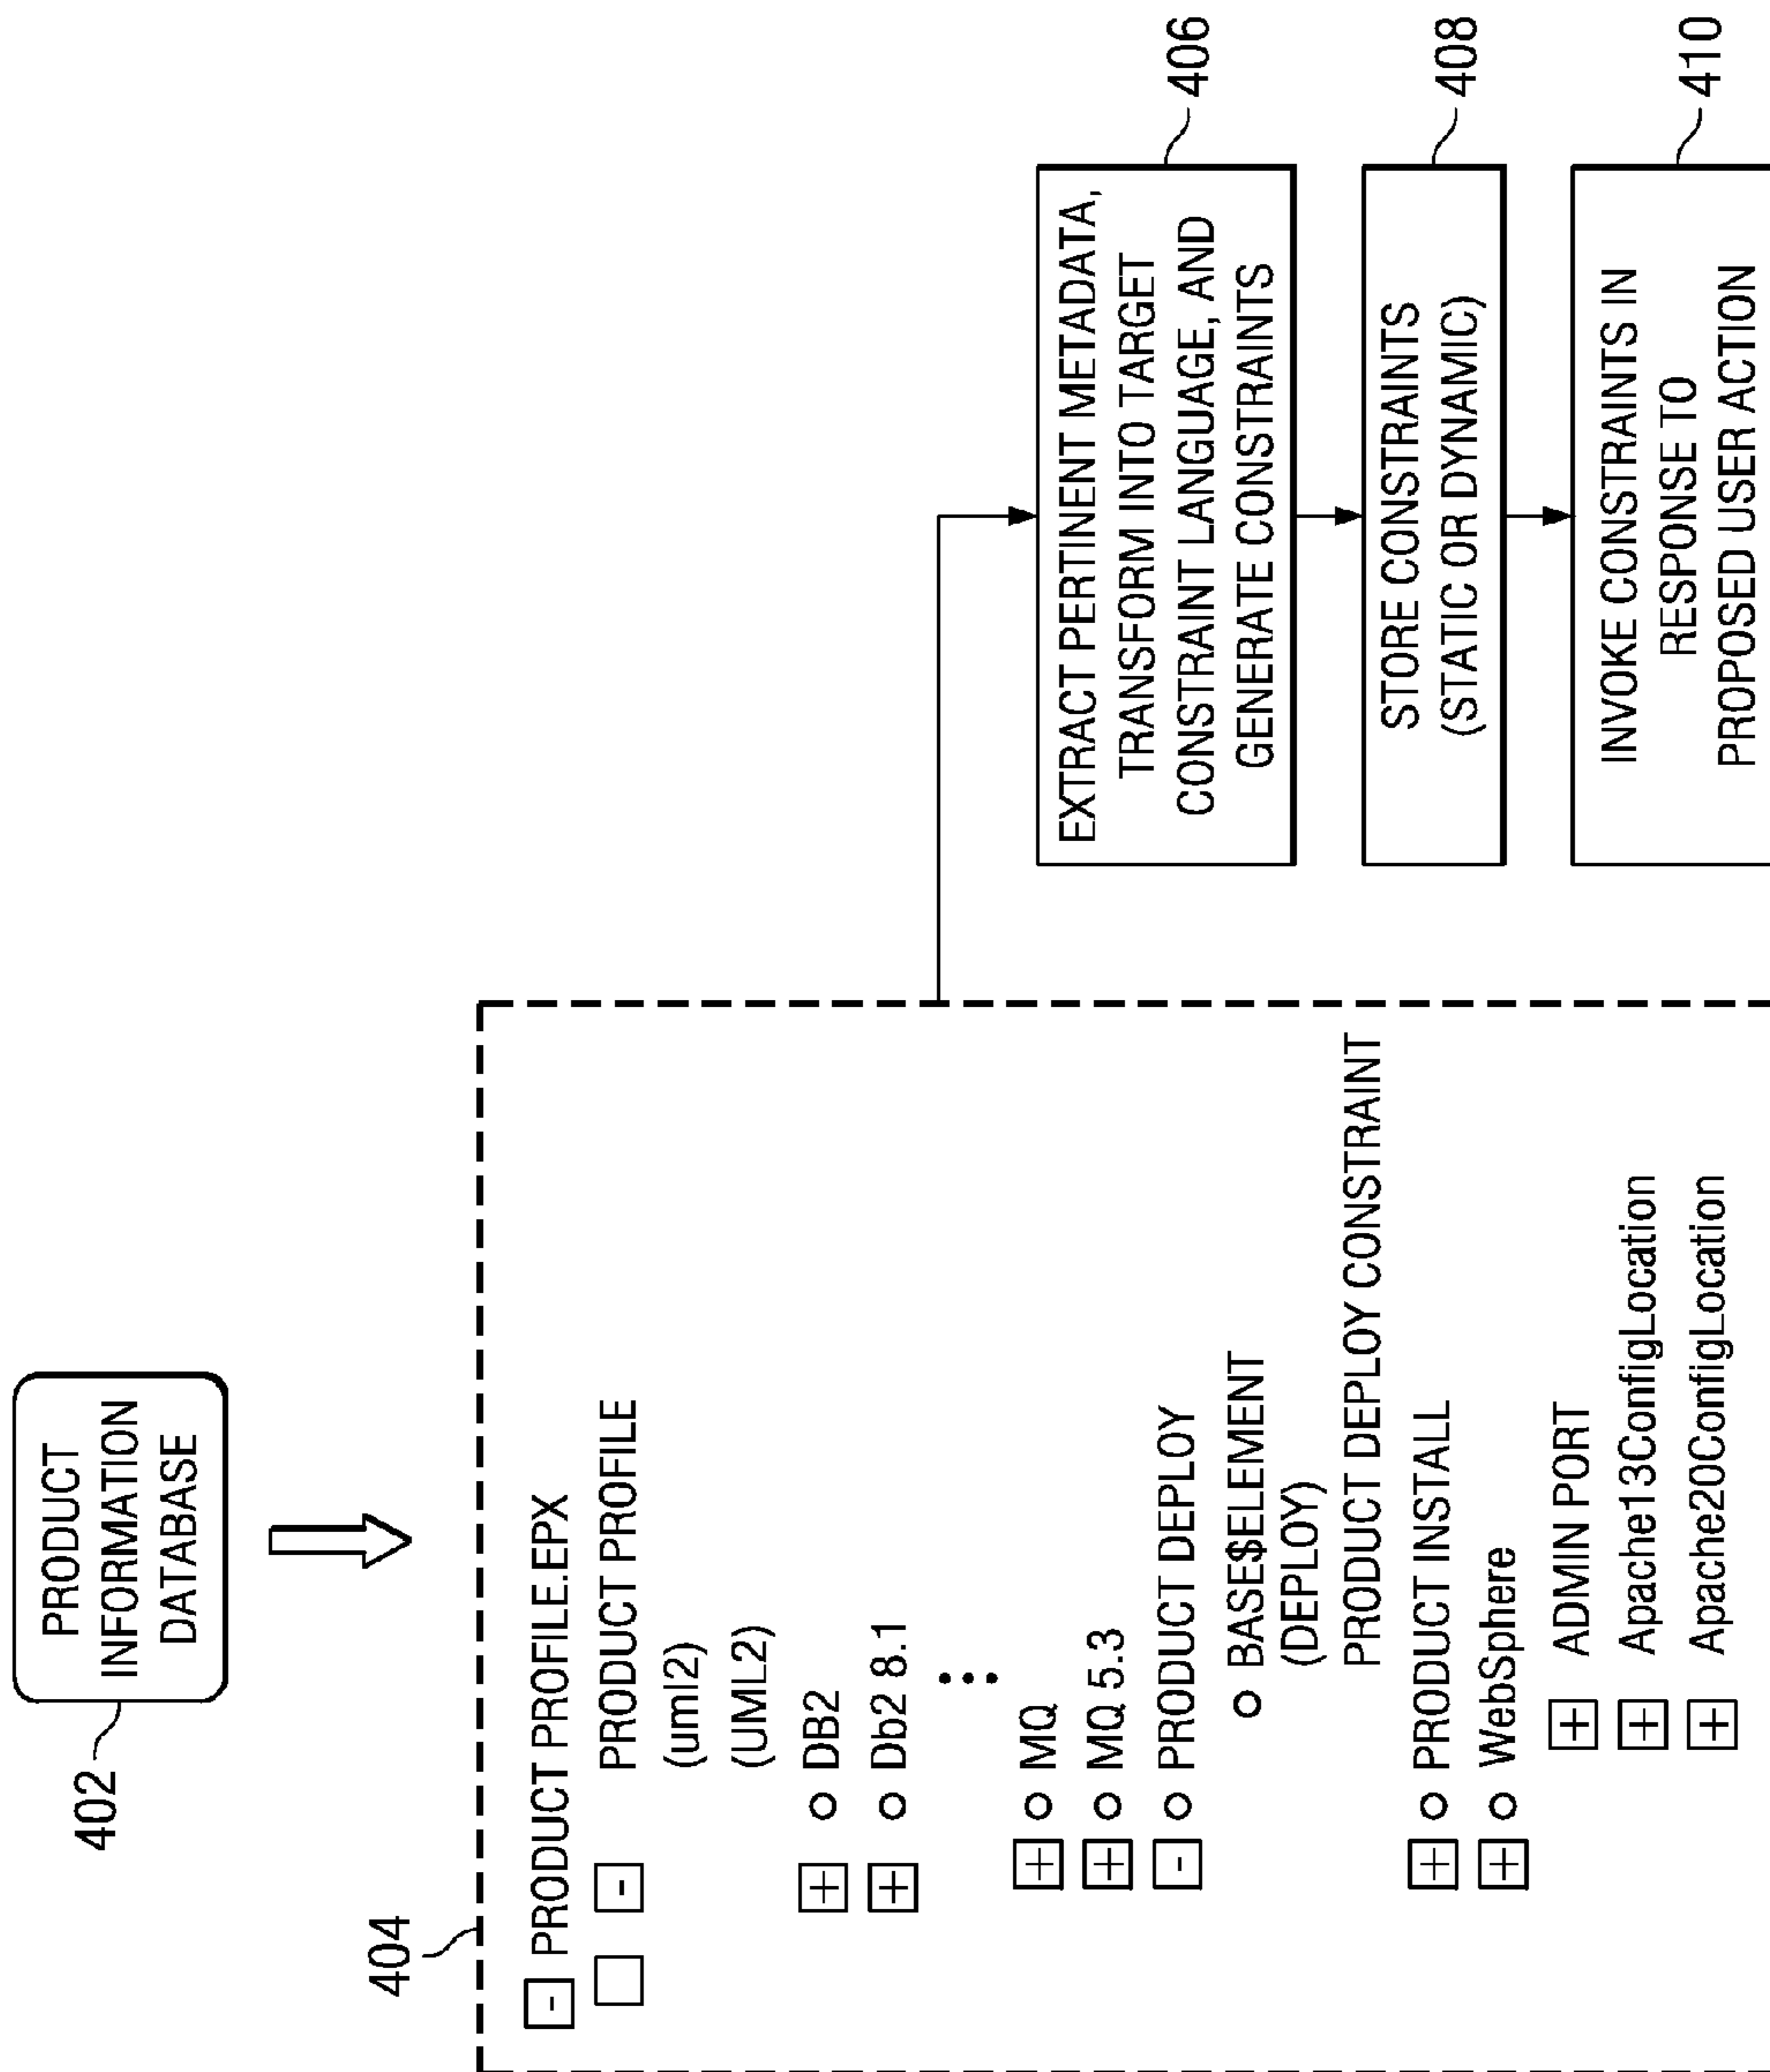 402
PRODUCT
INFORMATION
DATABASE
404
- PRODUCT PROFILE.EPX
- PRODUCT PROFILE
(uml2)
(UML2)
+ DB2
+ Db2 8.1
+ MQ
+ MQ 5.3
- PRODUCT DEPLOY
BASE$ELEMENT
(DEPLOY)
PRODUCT DEPLOY CONSTRAINT
+ PRODUCT INSTALL
+ WebSphere
+ ADMIN PORT
+ Apache13ConfigLocation
+ Apache20ConfigLocation
EXTRACT PERTINENT METADATA,
TRANSFORM INTO TARGET
CONSTRAINT LANGUAGE, AND
GENERATE CONSTRAINTS
406
STORE CONSTRAINTS
(STATIC OR DYNAMIC)
408
INVOKE CONSTRAINTS IN
RESPONSE TO
PROPOSED USER ACTION
410